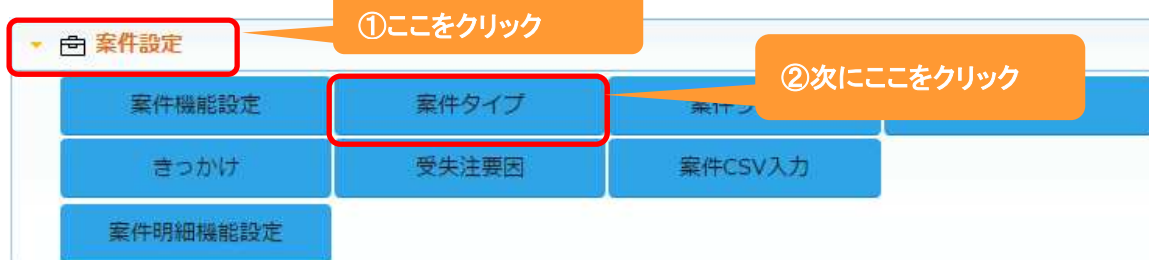 ①ここをクリック
案件設定
②次にここをクリック
案件機能設定
案件タイプ
きっかけ
受失注要因
案件CSV入力
案件明細機能設定